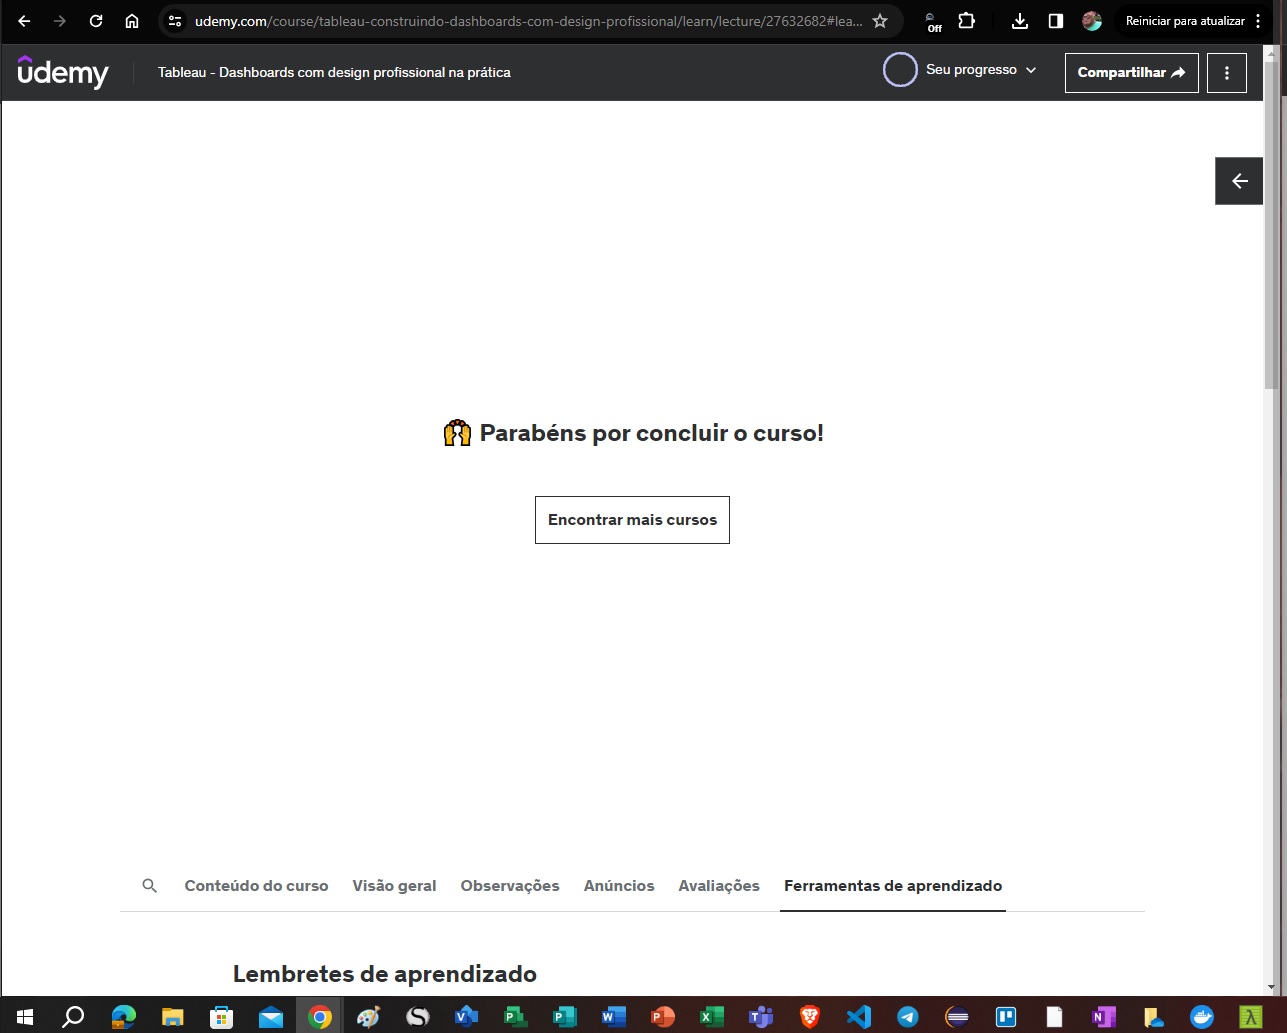 udemy.com/course/tableau-construindo-dashboards-com-design-profissional/learn/lecture/27632682#lea...
Off
Reiniciar para atualizar
udemy
Tableau - Dashboards com design profissional na prática
Seu progresso
Compartilhar
🙌 Parabéns por concluir o curso!
Encontrar mais cursos
Conteúdo do curso
Visão geral
Observações
Anúncios
Avaliações
Ferramentas de aprendizado
Lembretes de aprendizado